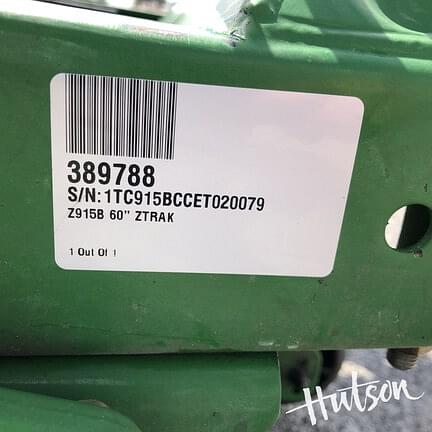 389788
S/N: 1TC915BCCET020079
Z915B 60" ZTRAK
1 Out Of 1
Hutson